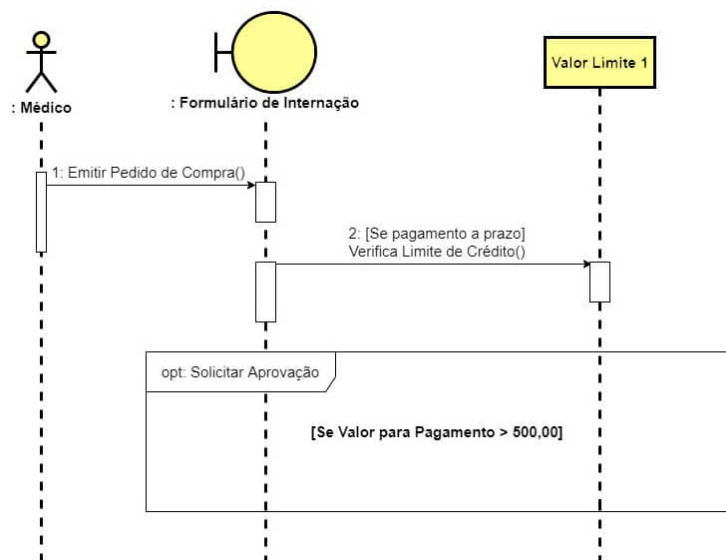 Valor Limite 1
: Médico
: Formulário de Internação
1: Emitir Pedido de Compra()
2: [Se pagamento a prazo]
Verifica Limite de Crédito()
opt: Solicitar Aprovação
[Se Valor para Pagamento > 500,00]